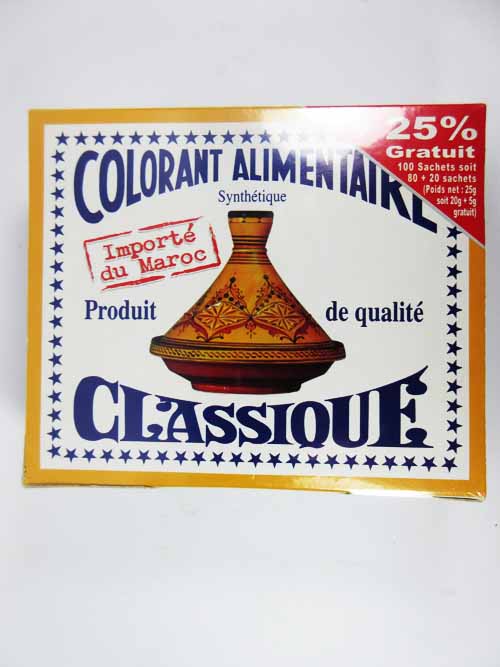 25%
Gratuit
100 Sachets soit
80 + 20 sachets
(Poids net : 25g
soit 20g + 5g
gratuit)
COLORANT ALIMENTAIRE
Synthétique
Importé
du Maroc
Produit de qualité
CLASSIQUE